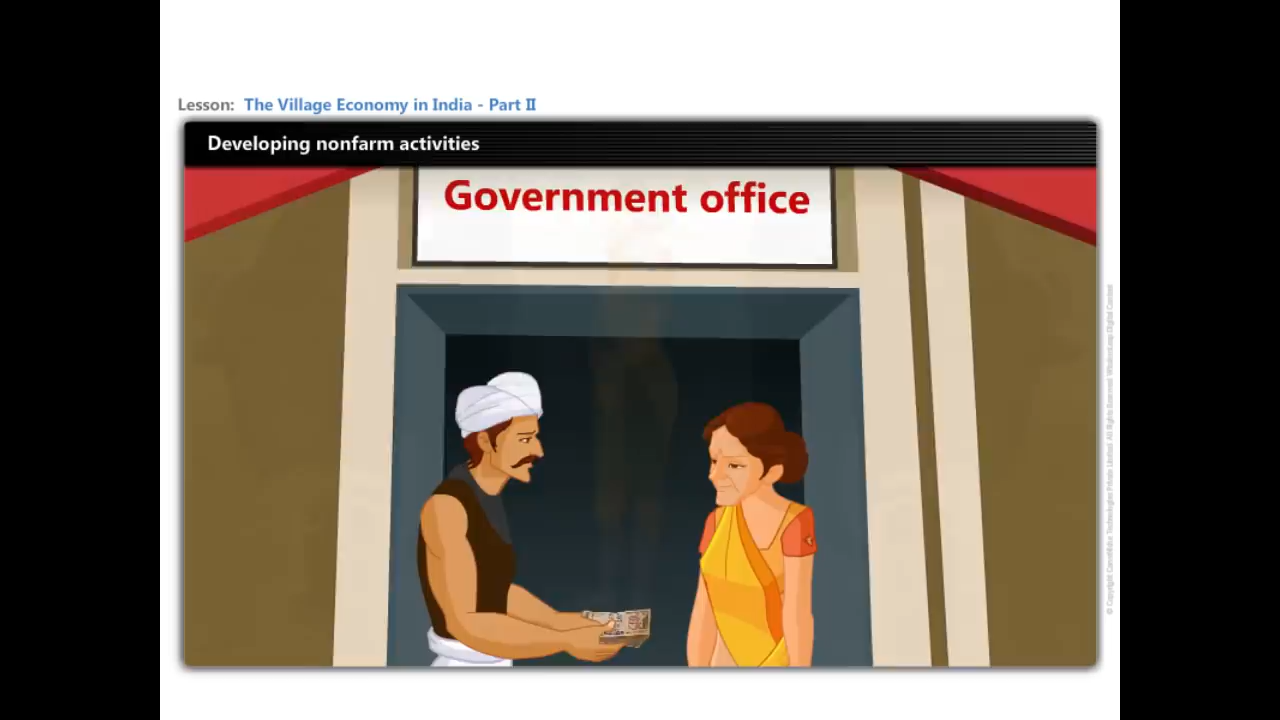 Lesson: The Village Economy in India - Part II
Developing nonfarm activities
Government office